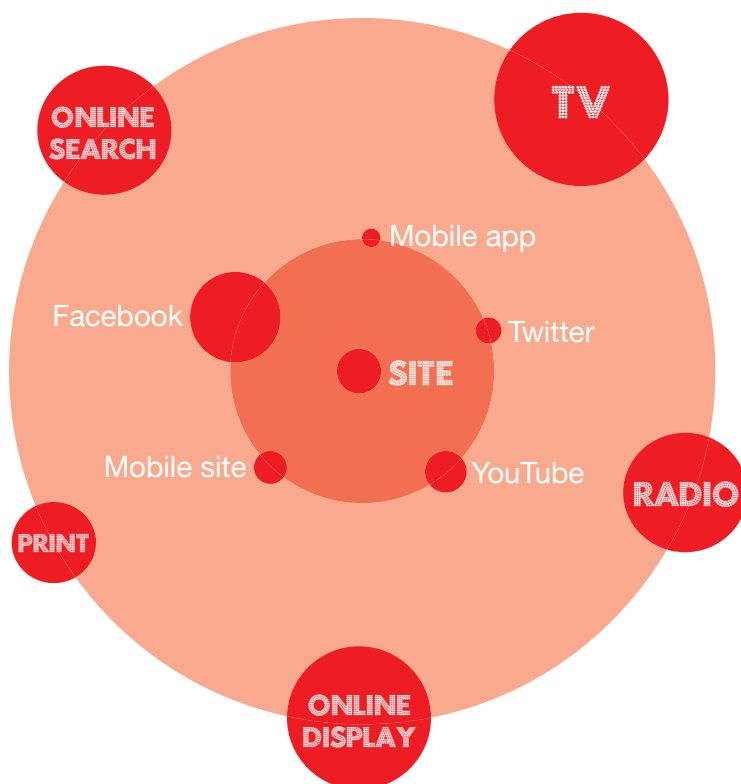 TV
ONLINE
SEARCH
Mobile app
Facebook
Twitter
SITE
Mobile site
YouTube
RADIO
PRINT
ONLINE
DISPLAY